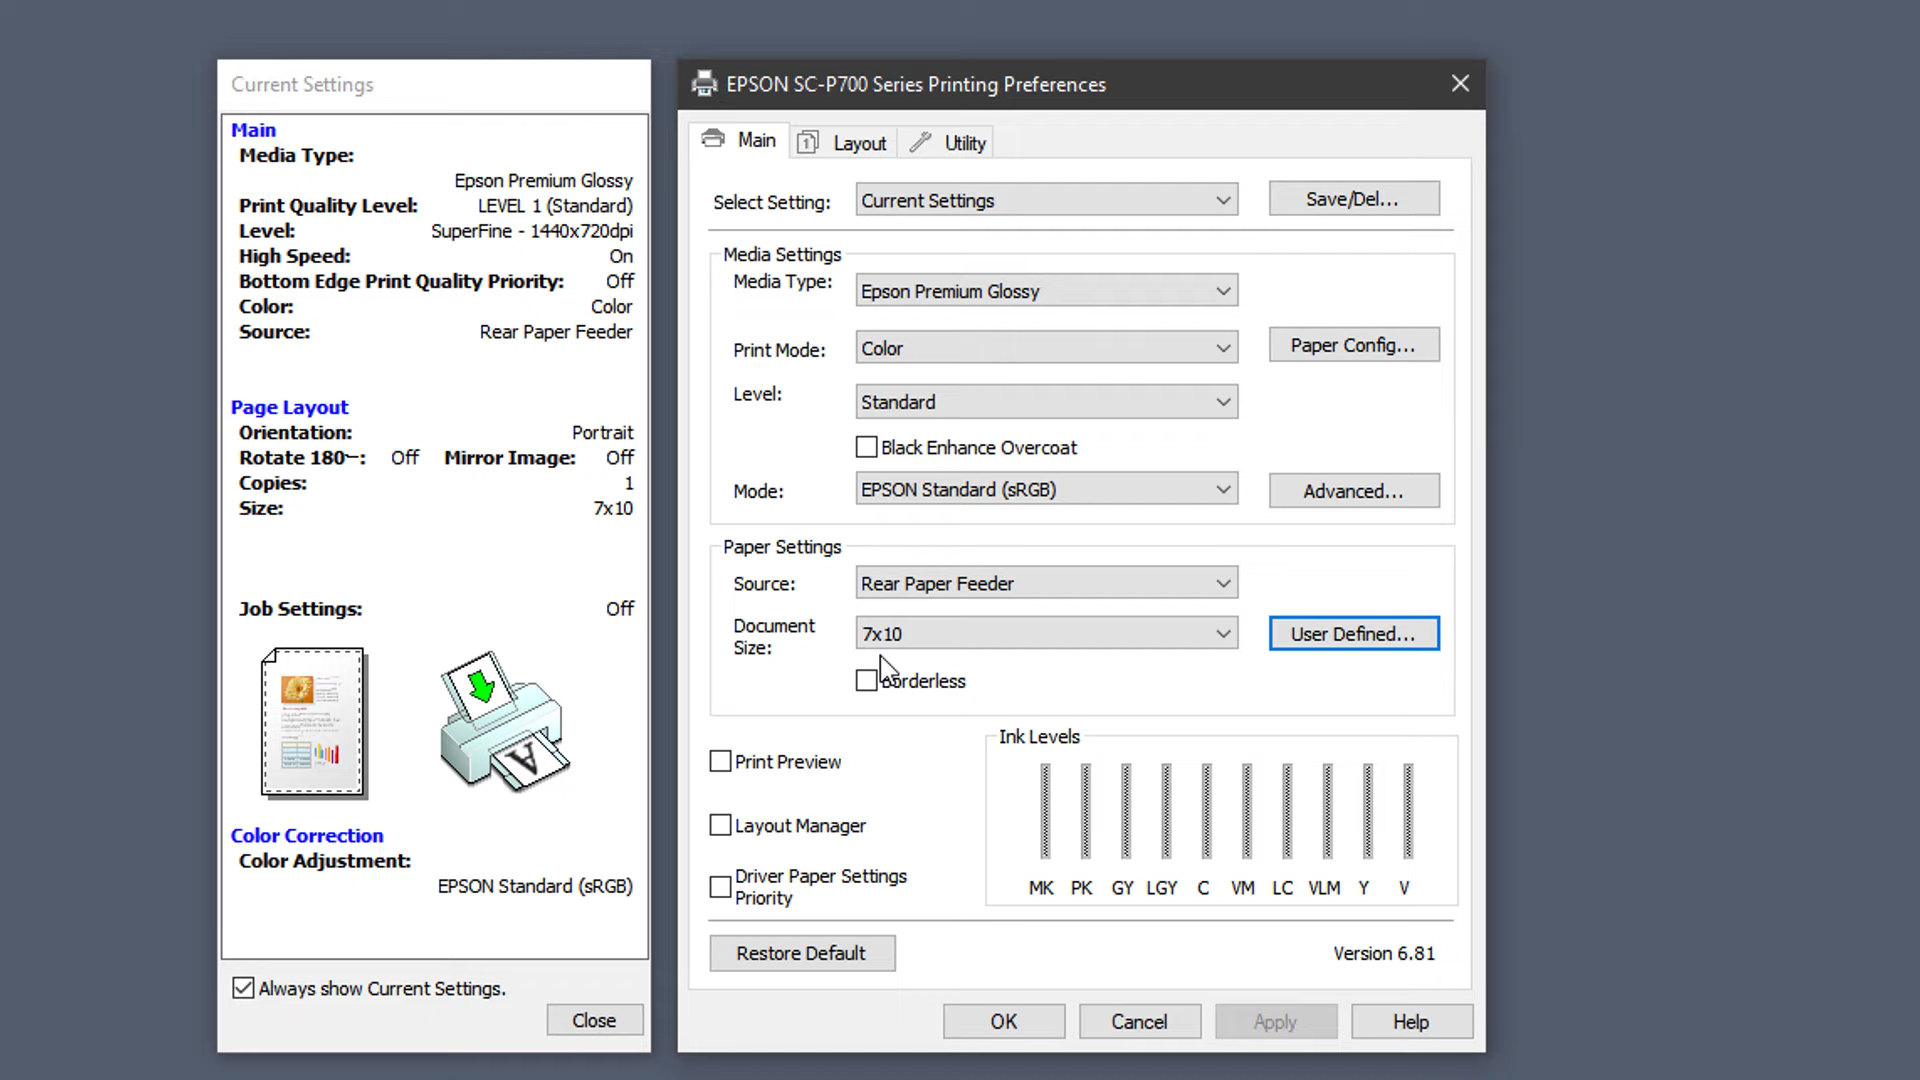 Current Settings
Main
Media Type:
Epson Premium Glossy
Print Quality Level: LEVEL 1 (Standard)
Level: SuperFine - 1440x720dpi
High Speed: On
Bottom Edge Print Quality Priority: Off
Color: Color
Source: Rear Paper Feeder
Page Layout
Orientation: Portrait
Rotate 180: Off Mirror Image: Off
Copies: 1
Size: 7x10
Job Settings: Off
A
Color Correction
Color Adjustment:
EPSON Standard (sRGB)
Always show Current Settings.
Close
EPSON SC-P700 Series Printing Preferences
Main 1 Layout Utility
Select Setting: Current Settings Save/Del...
Media Settings
Media Type: Epson Premium Glossy
Print Mode: Color Paper Config...
Level: Standard
Black Enhance Overcoat
Mode: EPSON Standard (sRGB) Advanced...
Paper Settings
Source: Rear Paper Feeder
Document Size: 7x10 User Defined...
Borderless
Print Preview
Layout Manager
Driver Paper Settings
Priority
Ink Levels
MK PK GY LGY C VM LC VLM Y V
Restore Default Version 6.81
OK Cancel Apply Help